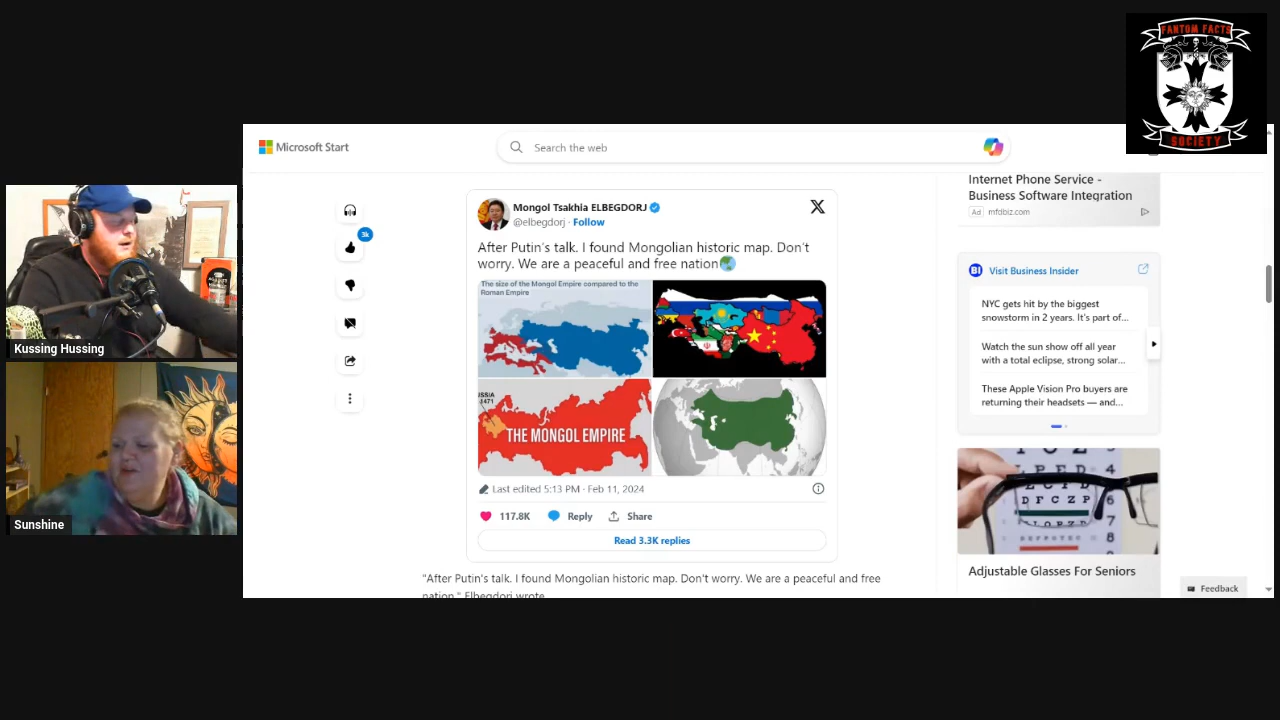 FANTOM FACTS
SOCIETY
Microsoft Start
Search the web
Internet Phone Service -
Business Software Integration
Ad mfdbiz.com
3k
Mongol Tsakhia ELBEGDORJ
@elbegdorj · Follow
After Putin's talk. I found Mongolian historic map. Don't
worry. We are a peaceful and free nation
The size of the Mongol Empire compared to the
Roman Empire
1471
THE MONGOL EMPIRE
Last edited 5:13 PM · Feb 11, 2024
117.8K Reply Share
Read 3.3K replies
"After Putin's talk. I found Mongolian historic map. Don't worry. We are a peaceful and free
nation," Elbegdorj wrote
BI Visit Business Insider
NYC gets hit by the biggest
snowstorm in 2 years. It's part of...
Watch the sun show off all year
with a total eclipse, strong solar...
These Apple Vision Pro buyers are
returning their headsets — and...
D F C Z P
Adjustable Glasses For Seniors
Feedback
Kussing Hussing
Sunshine